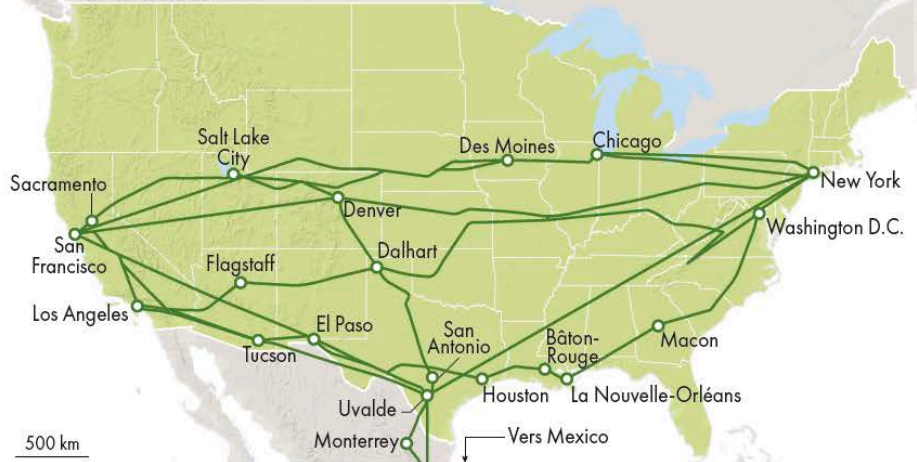 Salt Lake
City
Des Moines
Chicago
Sacramento
New York
Denver
Washington D.C.
San
Francisco
Flagstaff
Dalhart
Los Angeles
El Paso
San
Antonio
Bâton-
Rouge
Macon
Tucson
Houston
La Nouvelle-Orléans
Uvalde
500 km
Monterrey
Vers Mexico